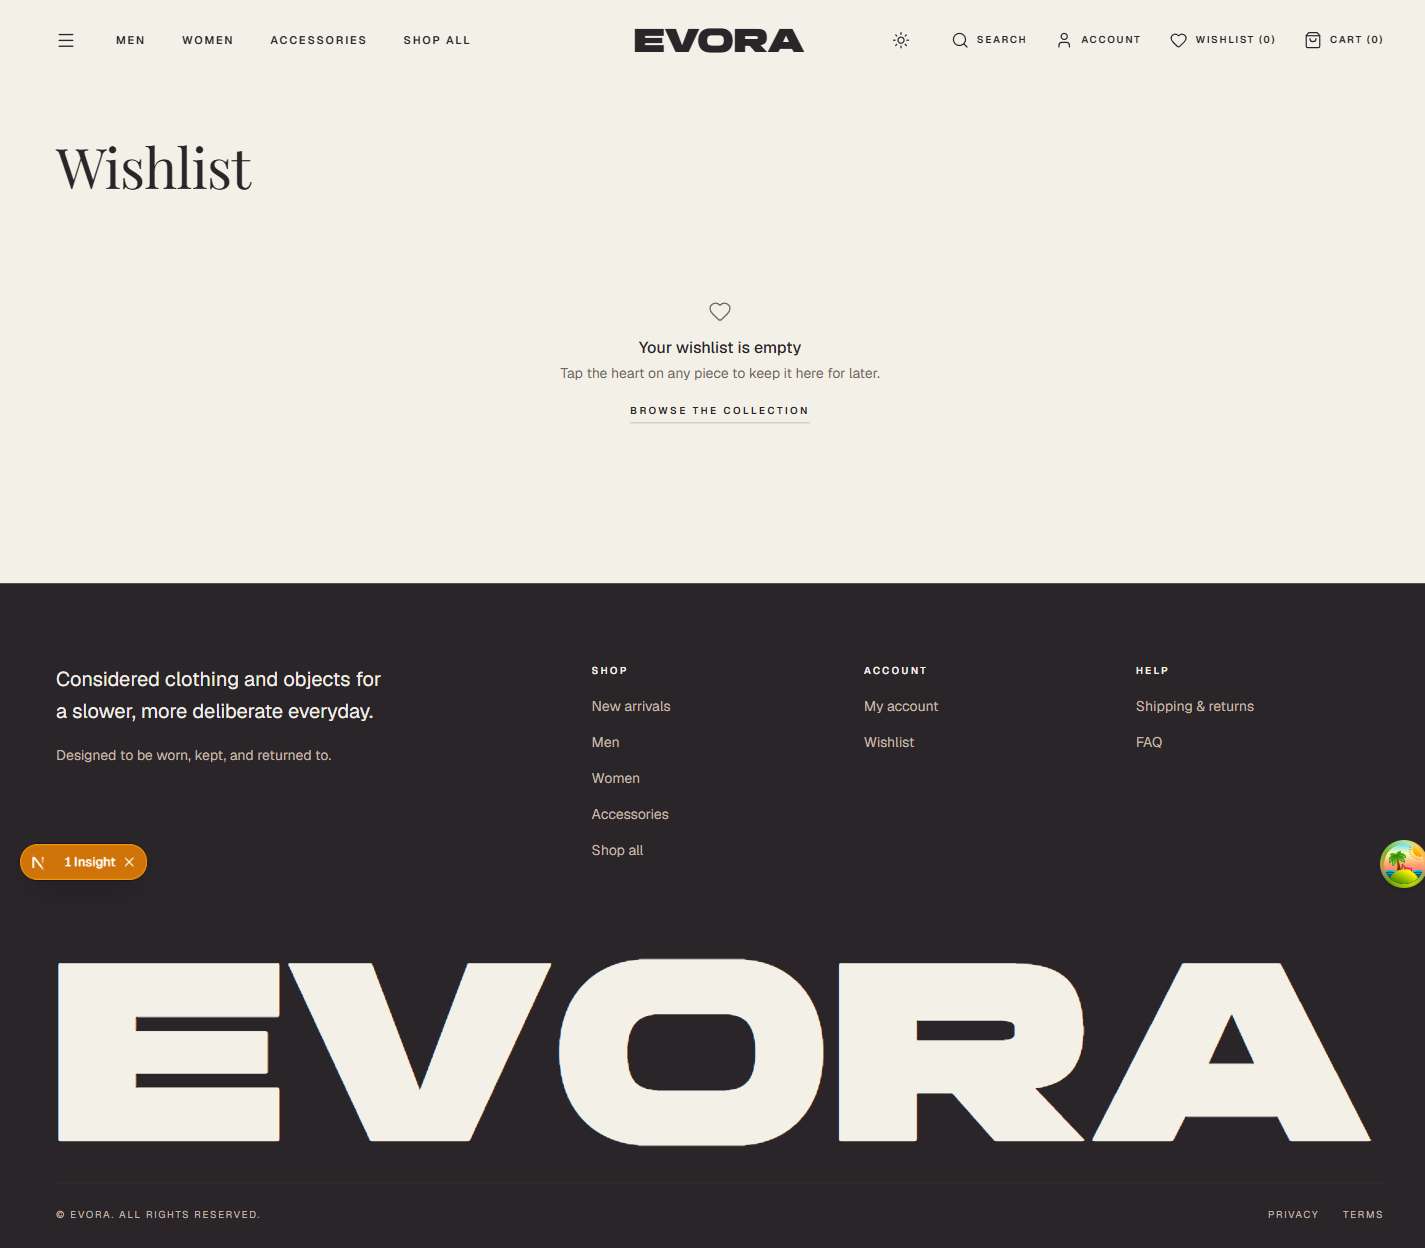 MEN WOMEN ACCESSORIES SHOP ALL EVORA SEARCH ACCOUNT WISHLIST (0) CART (0)
Wishlist
Your wishlist is empty
Tap the heart on any piece to keep it here for later.
BROWSE THE COLLECTION
Considered clothing and objects for
a slower, more deliberate everyday.
Designed to be worn, kept, and returned to.
SHOP
New arrivals
Men
Women
Accessories
Shop all
ACCOUNT
My account
Wishlist
HELP
Shipping & returns
FAQ
N 1 Insight
EVORA
© EVORA. ALL RIGHTS RESERVED.
PRIVACY TERMS